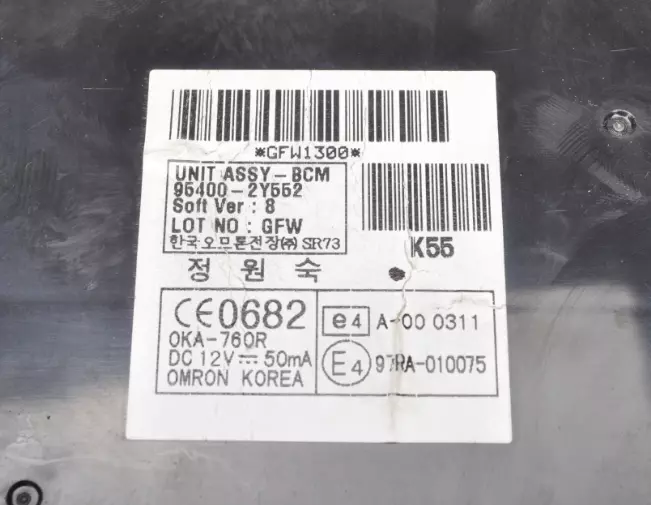 *GFW1300*
UNIT ASSY-BCM
95400-2Y552
Soft Ver : 8
LOT NO : GFW
한국오므론전장(주) SR73
K55
정 원 숙
CE0682
OKA-760R
DC 12V⎓50mA
OMRON KOREA
e4 A-00 0311
E4 97RA-010075